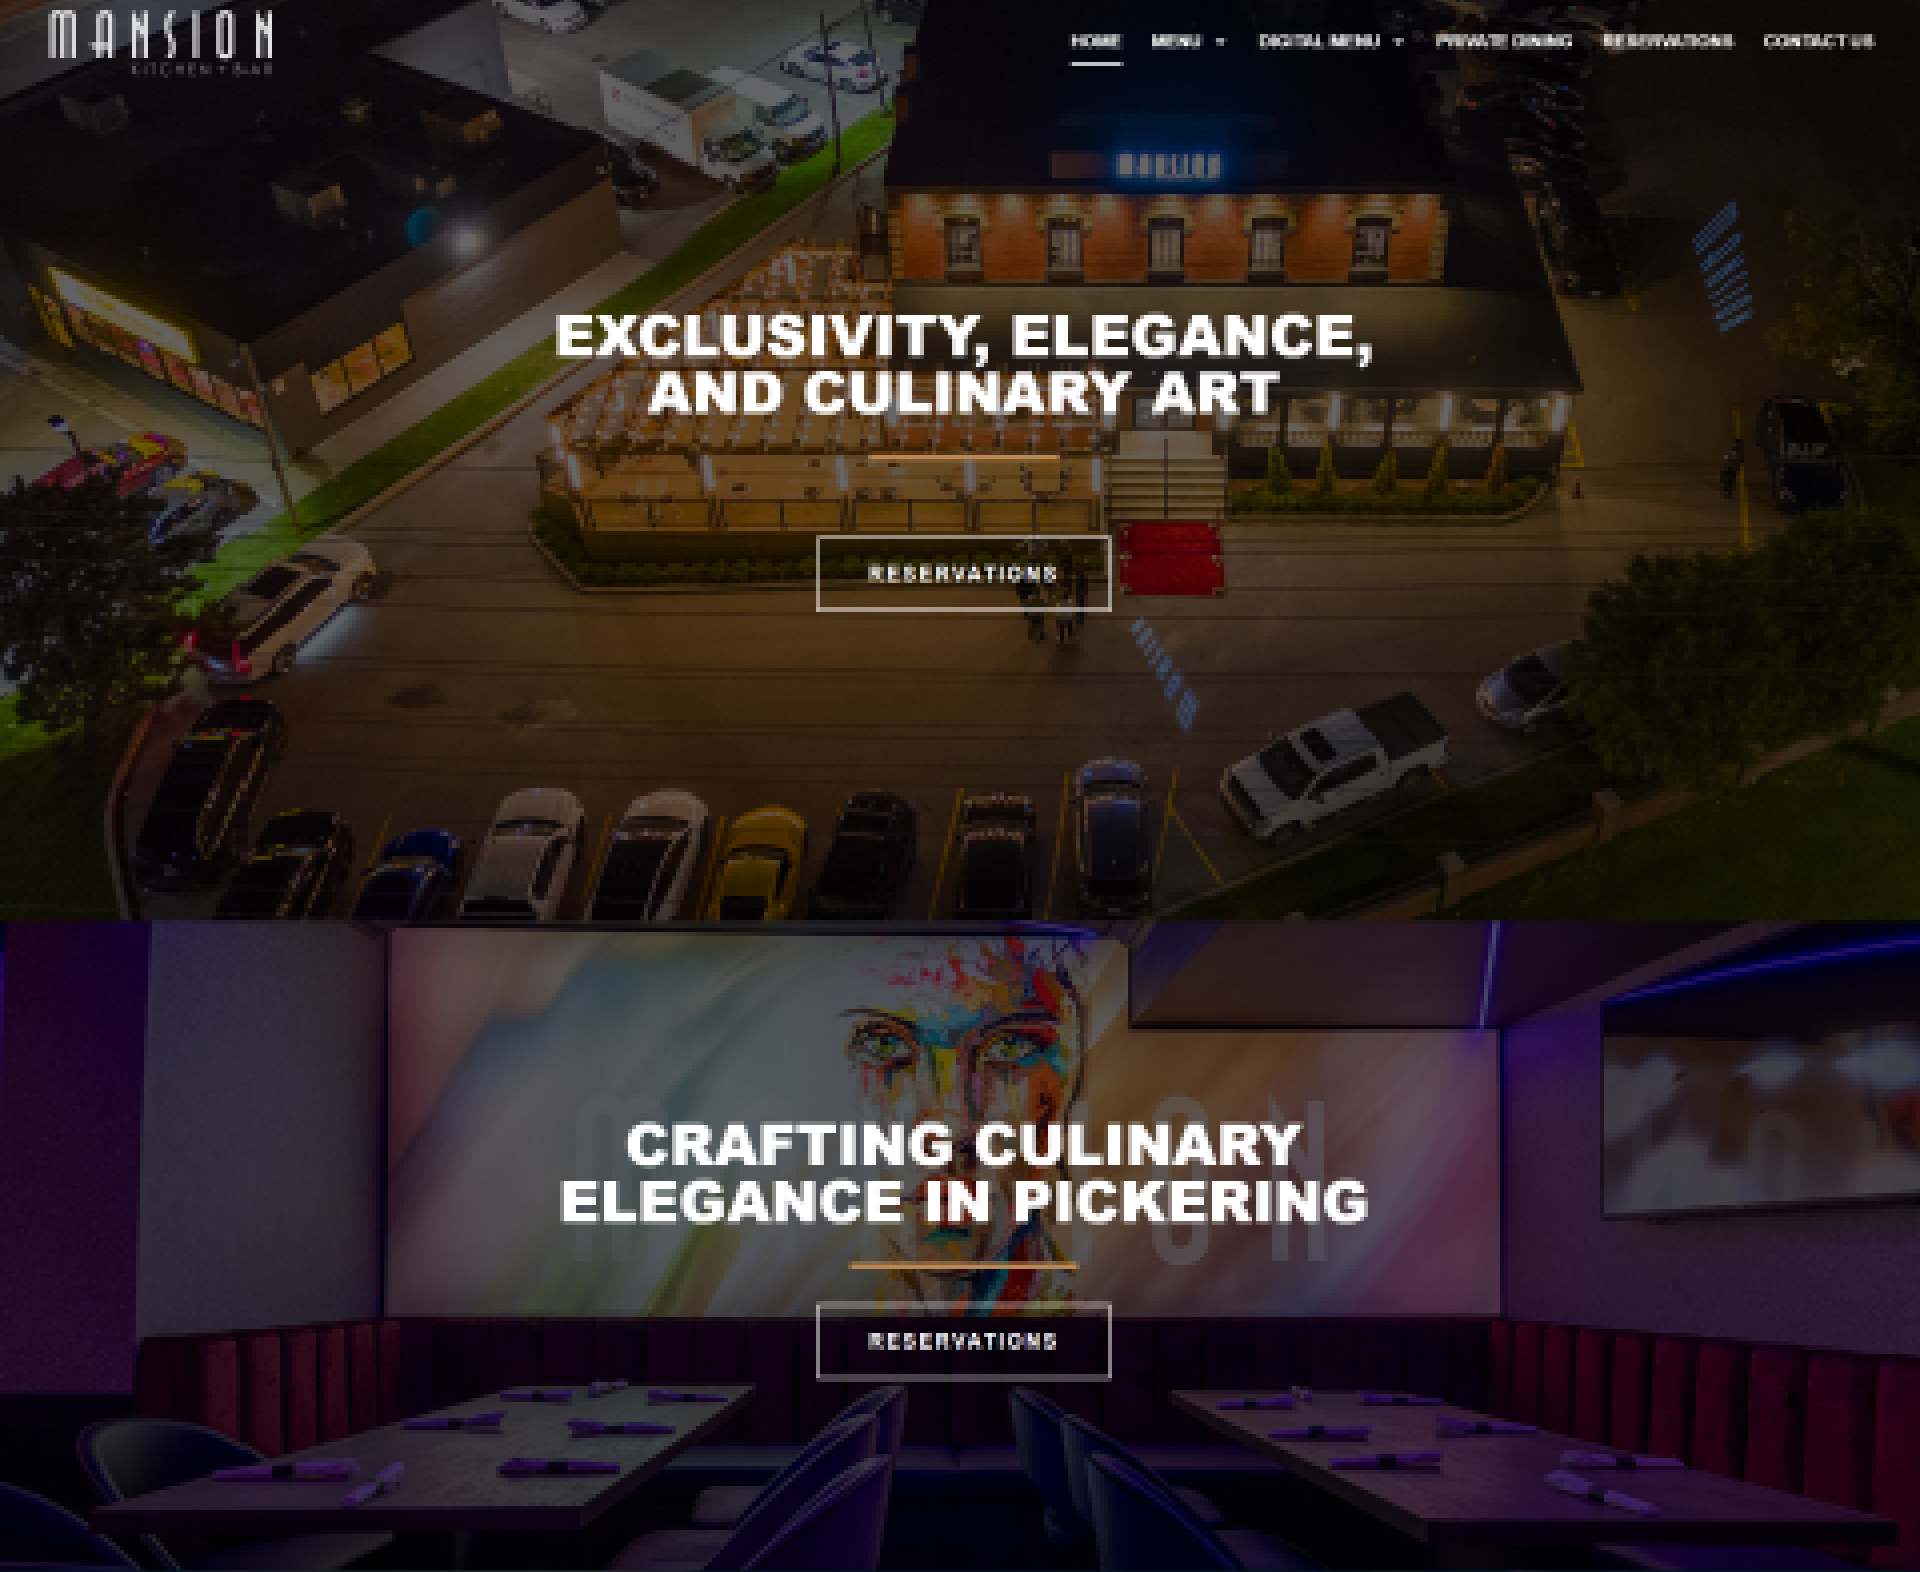 MANSION
KITCHEN + BAR
HOME MENU DIGITAL MENU PRIVATE DINING RESERVATIONS CONTACT US
MANSION
EXCLUSIVITY, ELEGANCE,
AND CULINARY ART
RESERVATIONS
MANSION
CRAFTING CULINARY
ELEGANCE IN PICKERING
RESERVATIONS